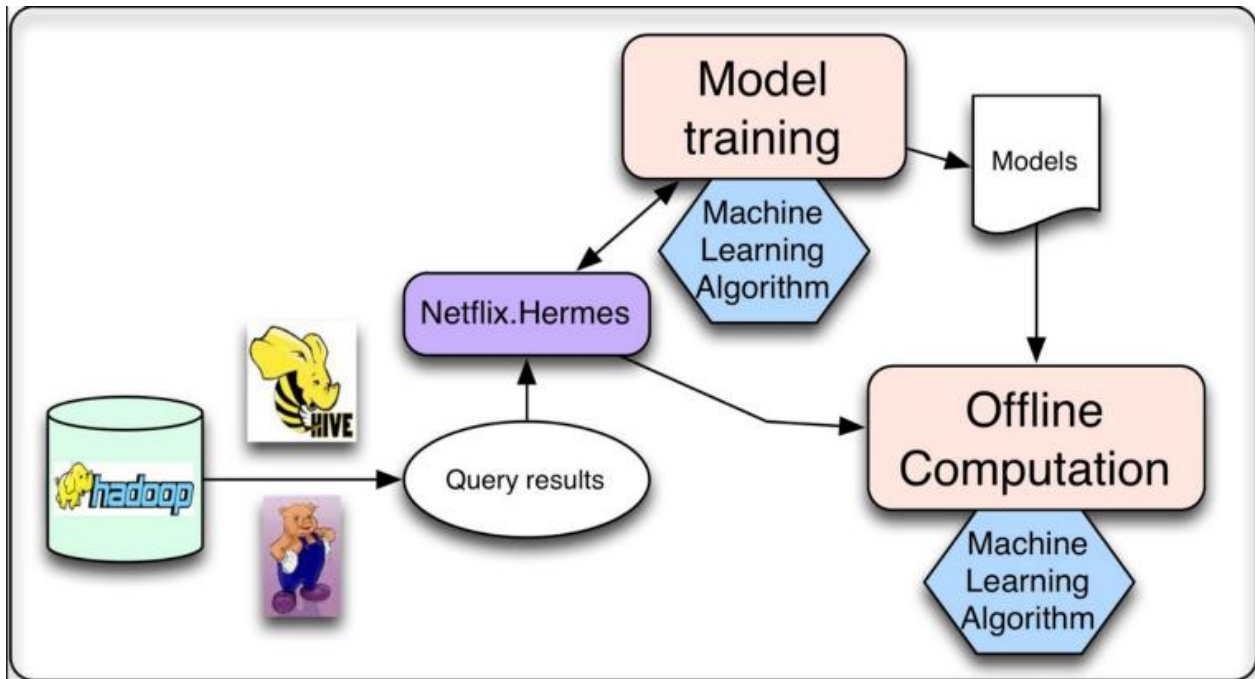 Model
training
Models
Machine
Learning
Algorithm
Netflix.Hermes
HIVE
Offline
Computation
hadoop
Query results
Machine
Learning
Algorithm